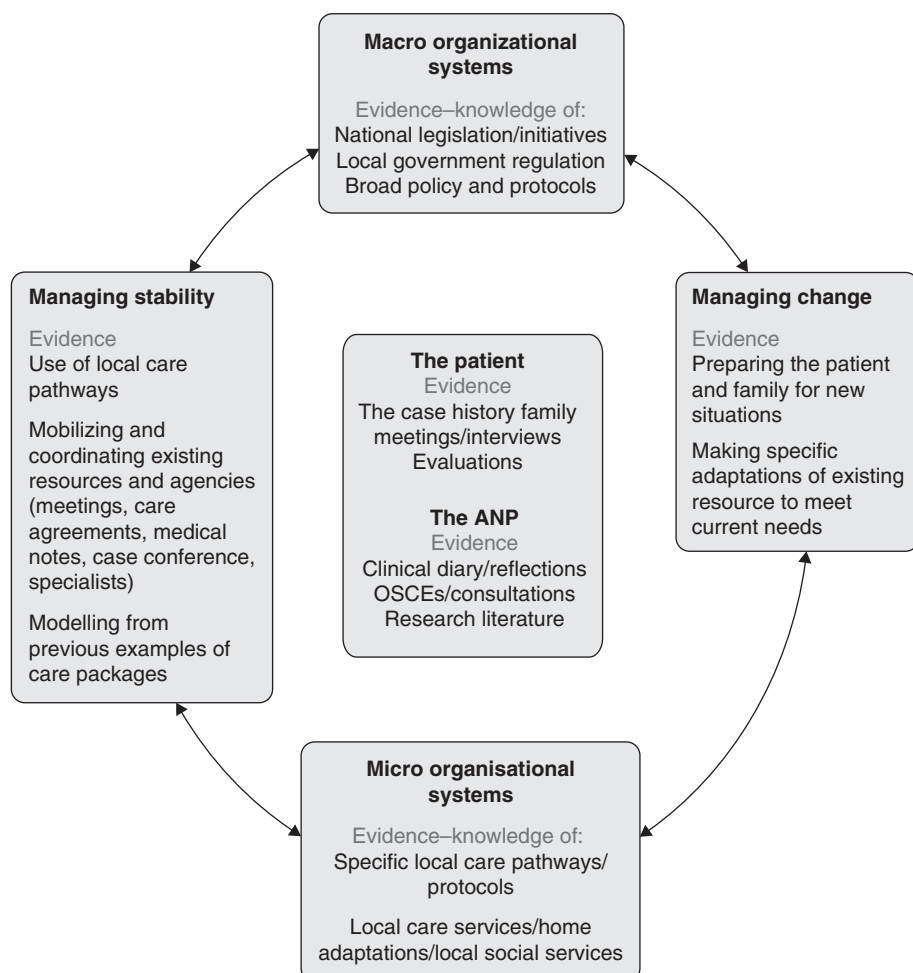 Macro organizational
systems
Evidence–knowledge of:
National legislation/initiatives
Local government regulation
Broad policy and protocols
Managing stability
Evidence
Use of local care
pathways
Mobilizing and
coordinating existing
resources and agencies
(meetings, care
agreements, medical
notes, case conference,
specialists)
Modelling from
previous examples of
care packages
The patient
Evidence
The case history family
meetings/interviews
Evaluations
The ANP
Evidence
Clinical diary/reflections
OSCEs/consultations
Research literature
Managing change
Evidence
Preparing the patient
and family for new
situations
Making specific
adaptations of existing
resource to meet
current needs
Micro organisational
systems
Evidence–knowledge of:
Specific local care pathways/
protocols
Local care services/home
adaptations/local social services